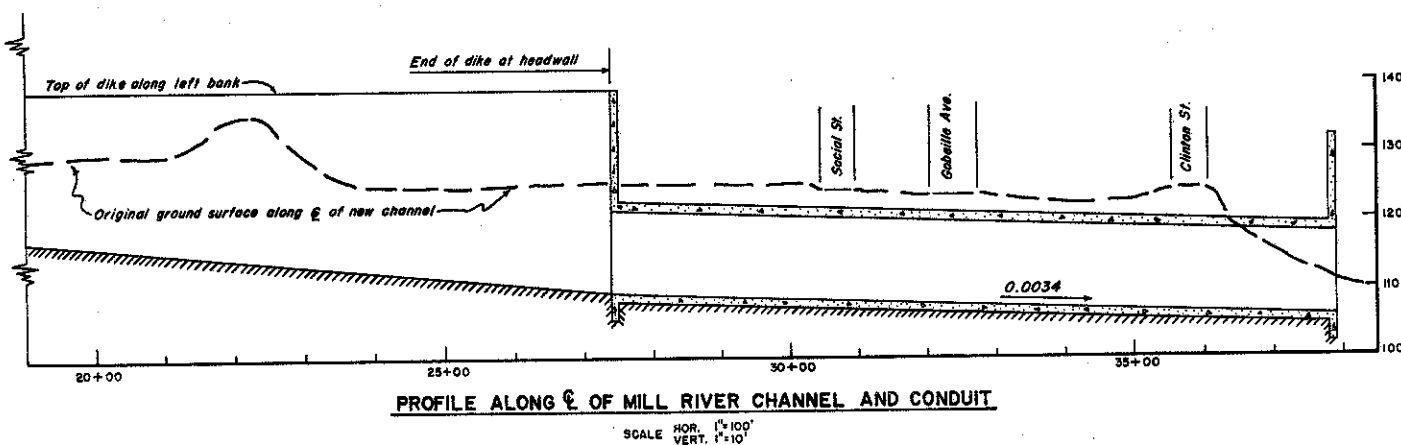 End of dike at headwall
Top of dike along left bank
140
130
Social St.
Gobeille Ave.
Clinton St.
Original ground surface along ℄ of new channel
120
110
0.0034
100
20+00
25+00
30+00
35+00
PROFILE ALONG ℄ OF MILL RIVER CHANNEL AND CONDUIT
SCALE HOR. 1"=100'
VERT. 1"=10'